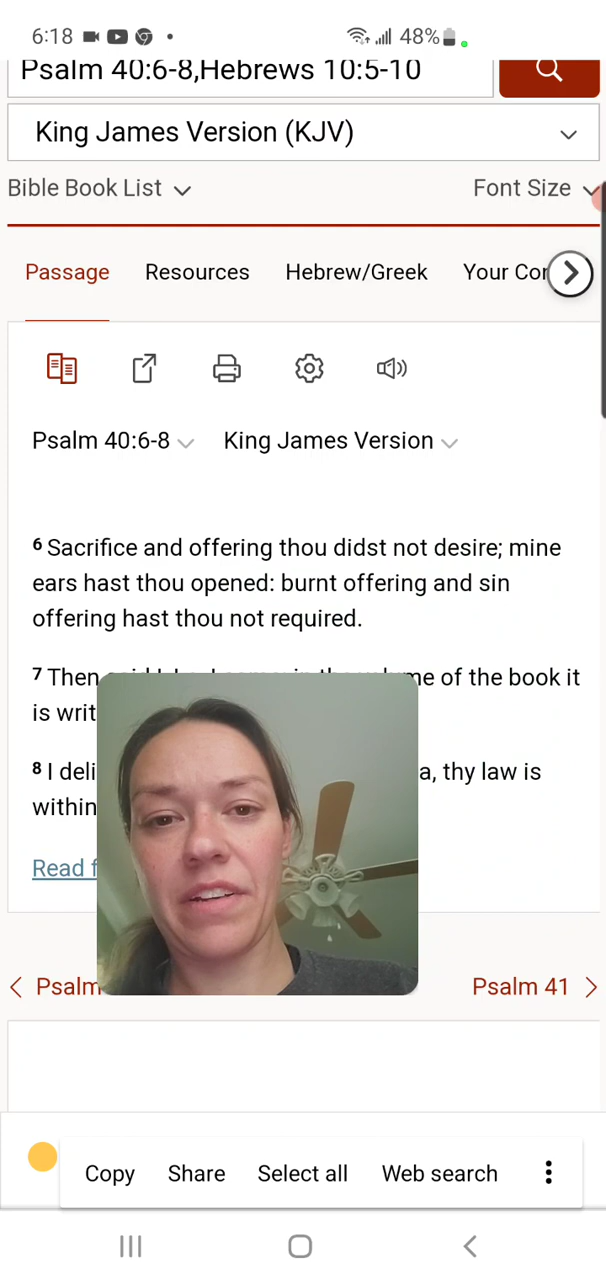 6:18 48%
Psalm 40:6-8,Hebrews 10:5-10
King James Version (KJV)
Bible Book List Font Size
Passage Resources Hebrew/Greek Your Cor
Psalm 40:6-8 King James Version
6 Sacrifice and offering thou didst not desire; mine
ears hast thou opened: burnt offering and sin
offering hast thou not required.
7 Then of the book it
is writ
8 I deli a, thy law is
within
Read f
Psalm Psalm 41
Copy Share Select all Web search